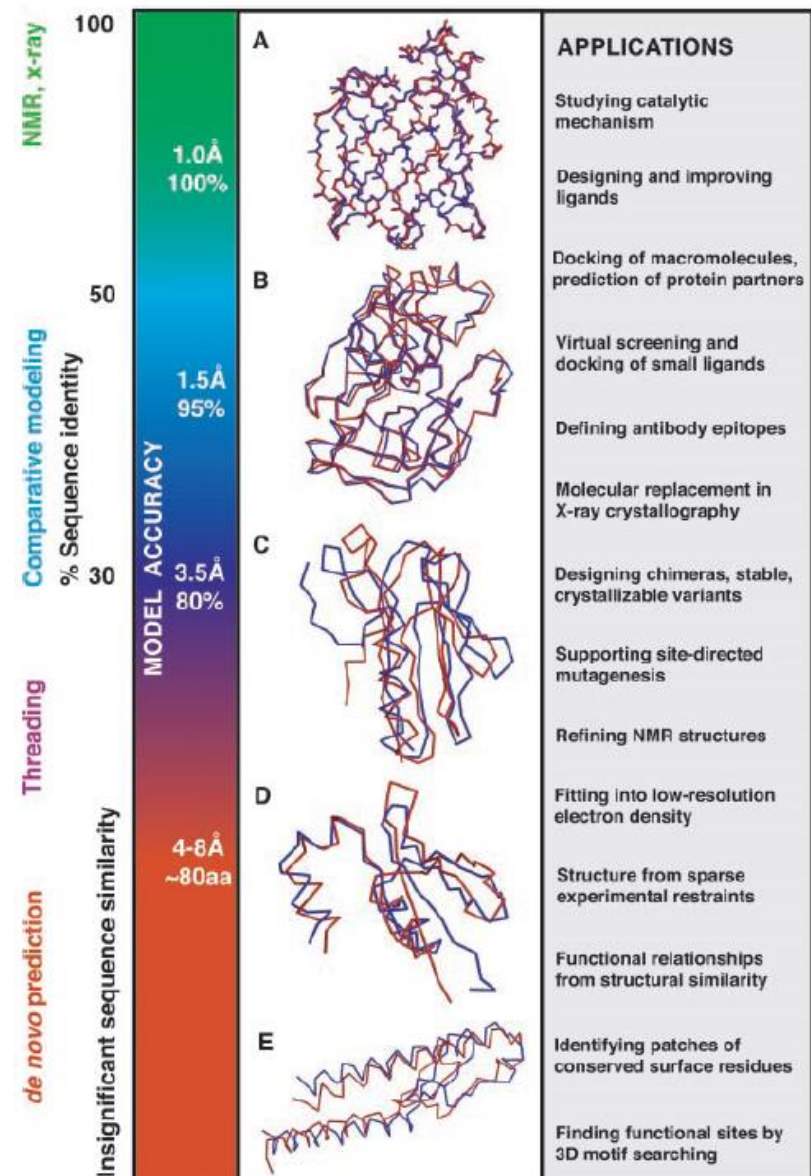 NMR, x-ray
Comparative modeling
Threading
de novo prediction
100
50
30
% Sequence identity
Insignificant sequence similarity
MODEL ACCURACY
1.0Å
100%
1.5Å
95%
3.5Å
80%
4-8Å
~80aa
A
B
C
D
E
APPLICATIONS
Studying catalytic
mechanism
Designing and improving
ligands
Docking of macromolecules,
prediction of protein partners
Virtual screening and
docking of small ligands
Defining antibody epitopes
Molecular replacement in
X-ray crystallography
Designing chimeras, stable,
crystallizable variants
Supporting site-directed
mutagenesis
Refining NMR structures
Fitting into low-resolution
electron density
Structure from sparse
experimental restraints
Functional relationships
from structural similarity
Identifying patches of
conserved surface residues
Finding functional sites by
3D motif searching